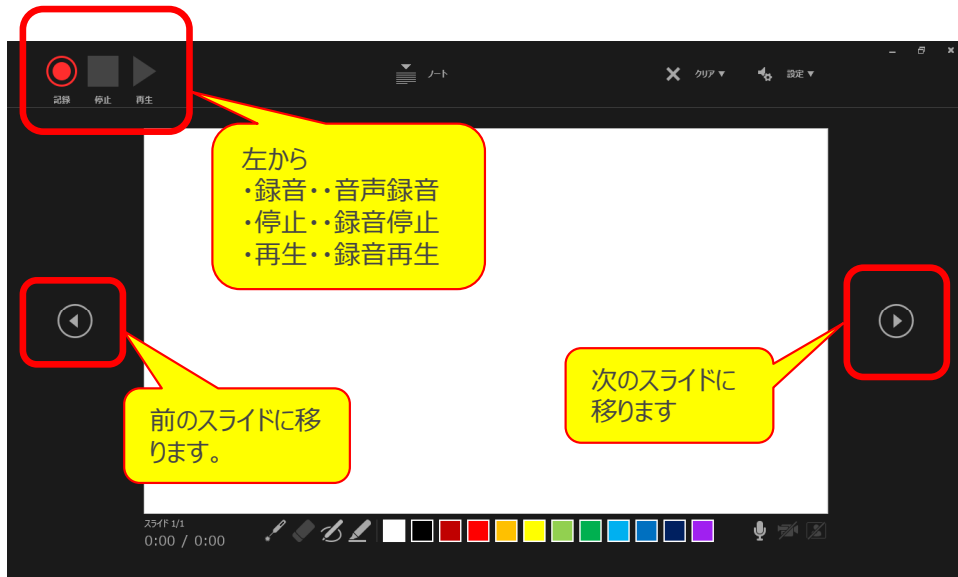 ノート
クリア▼
設定▼
記録 停止 再生
左から
・録音・・音声録音
・停止・・録音停止
・再生・・録音再生
前のスライドに移
ります。
次のスライドに
移ります
スライド 1/1
0:00 / 0:00